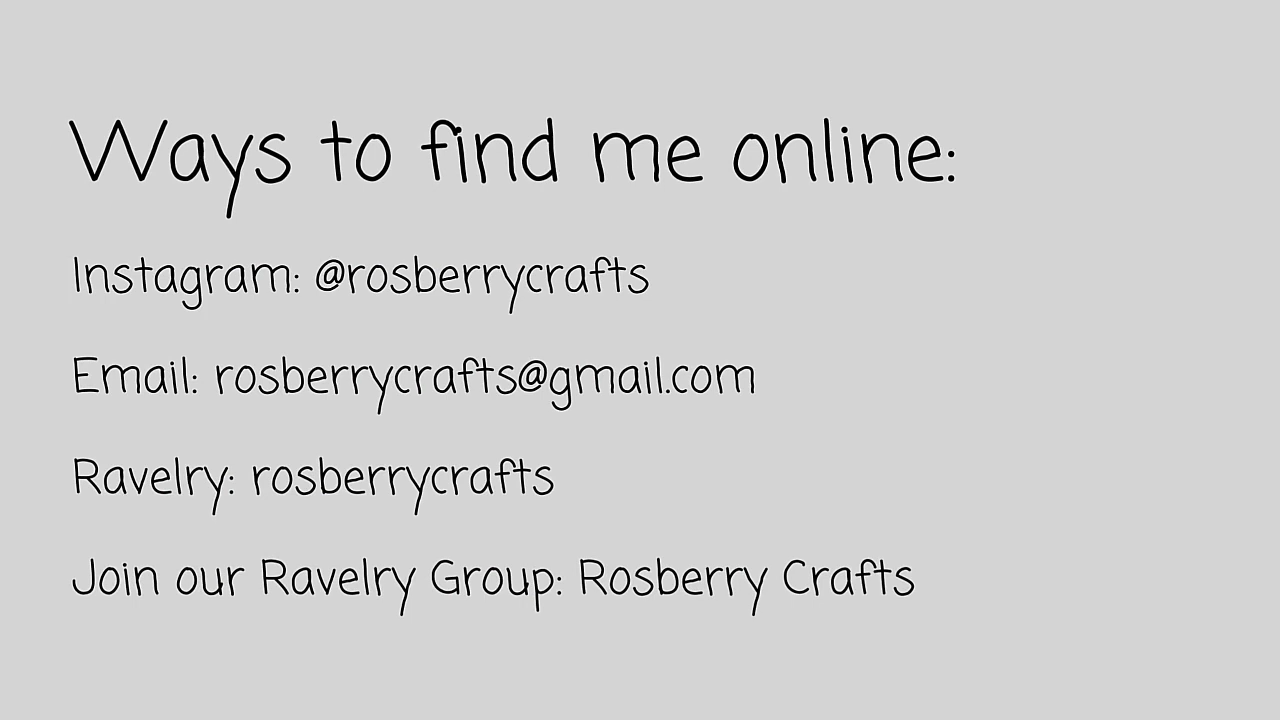 Ways to find me online:
Instagram: @rosberrycrafts
Email: rosberrycrafts@gmail.com
Ravelry: rosberrycrafts
Join our Ravelry Group: Rosberry Crafts